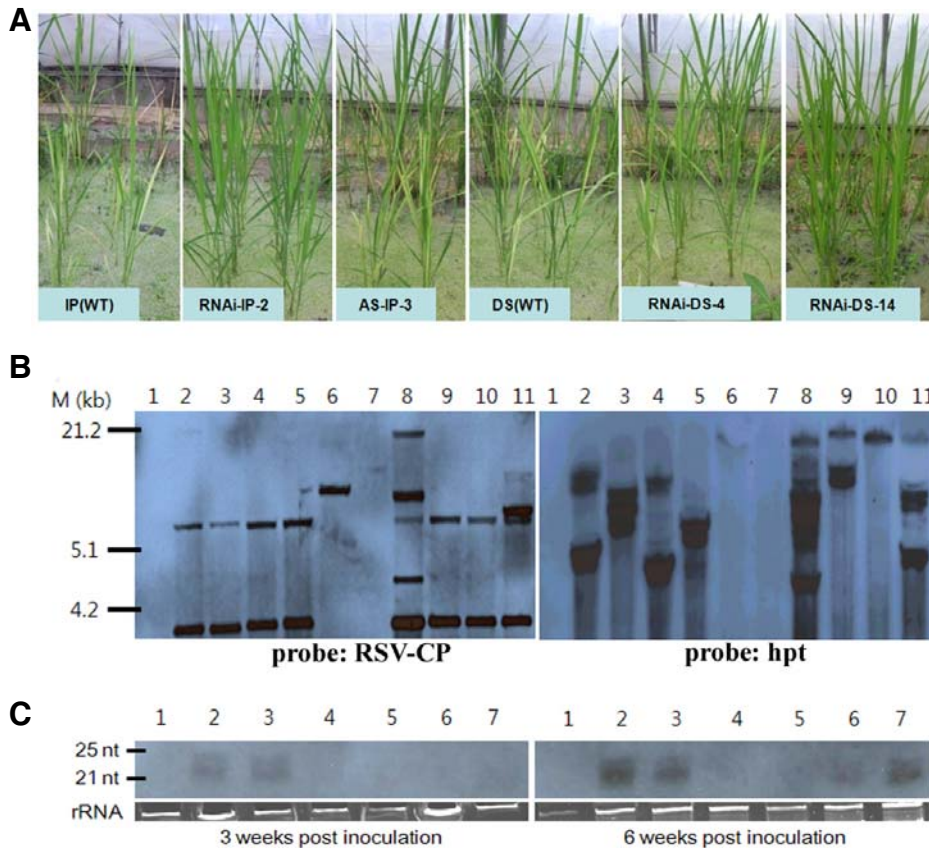 A
IP(WT) RNAi-IP-2 AS-IP-3 DS(WT) RNAi-DS-4 RNAi-DS-14
B
M (kb) 1 2 3 4 5 6 7 8 9 10 11 1 2 3 4 5 6 7 8 9 10 11
21.2
5.1
4.2
probe: RSV-CP probe: hpt
C
1 2 3 4 5 6 7 1 2 3 4 5 6 7
25 nt
21 nt
rRNA
3 weeks post inoculation 6 weeks post inoculation